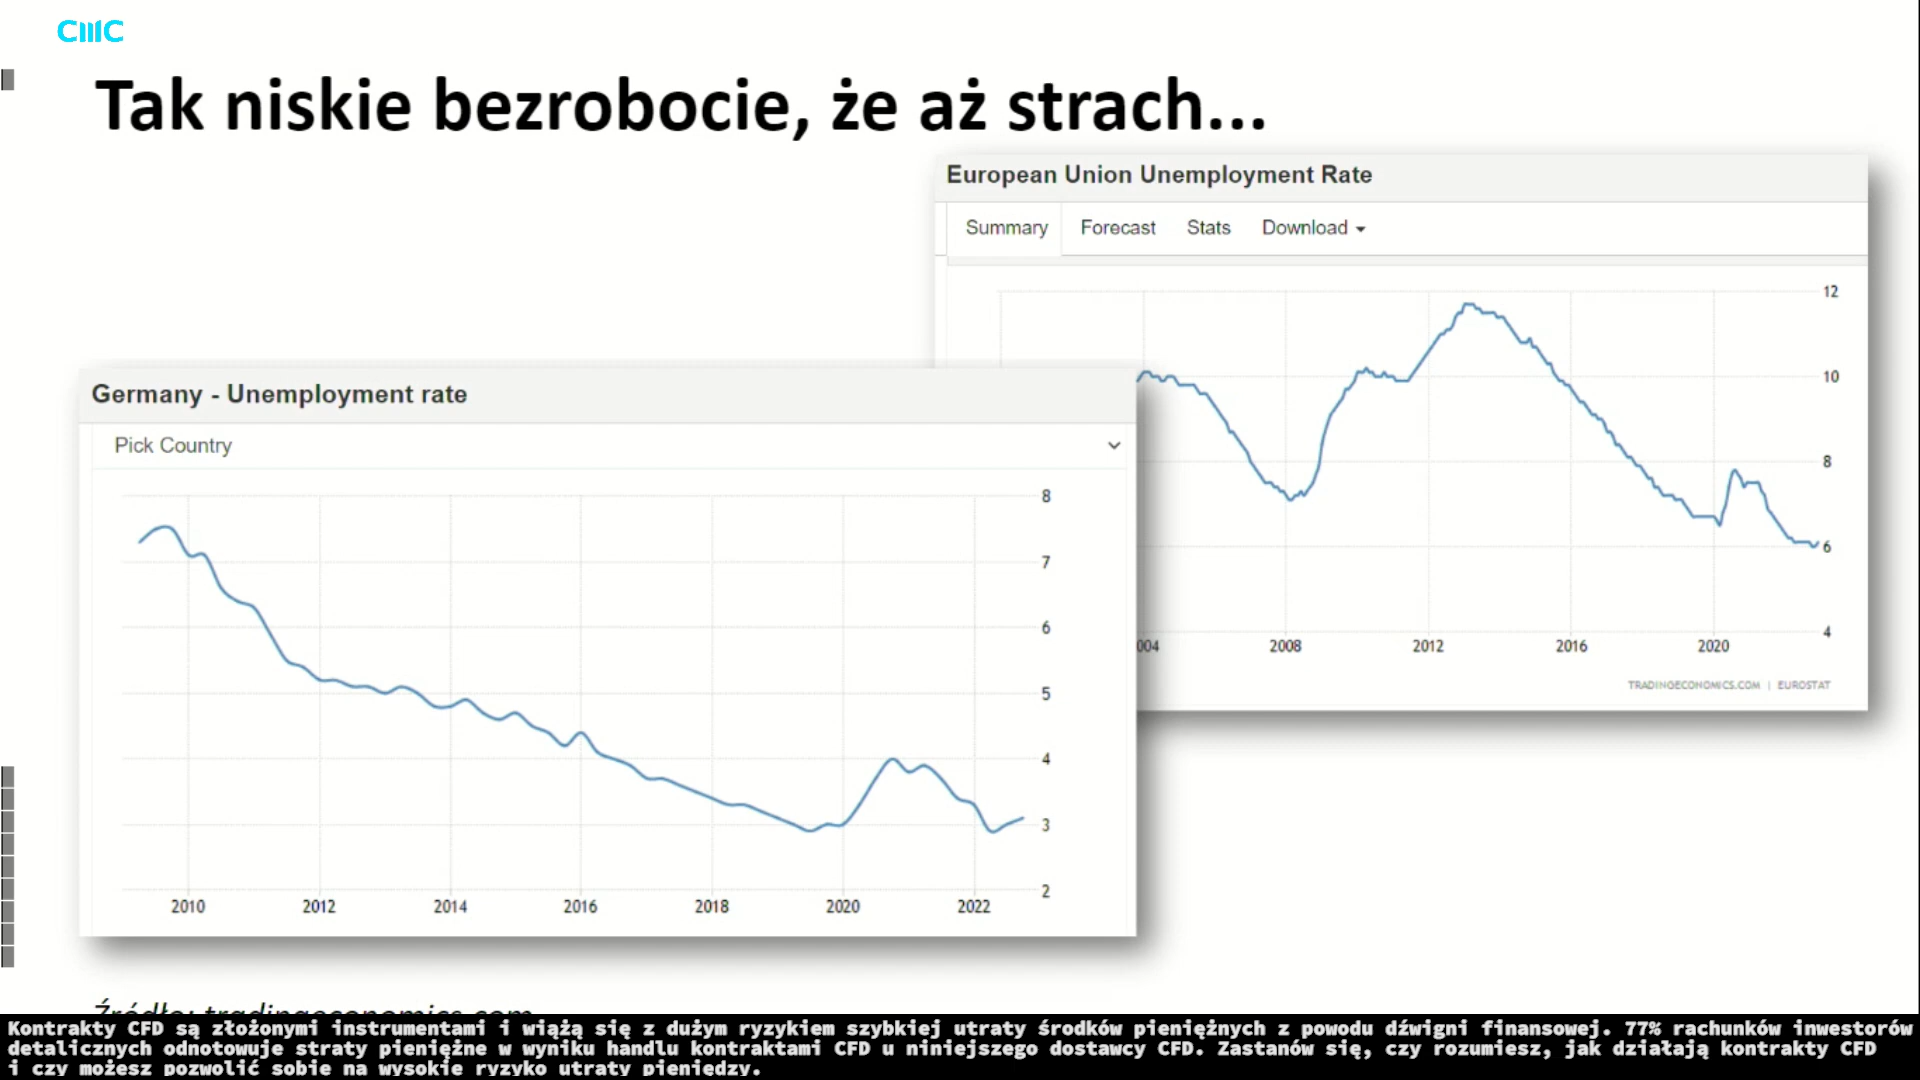 CMC
Tak niskie bezrobocie, że aż strach...
European Union Unemployment Rate
Summary Forecast Stats Download
12
10
8
6
4
004 2008 2012 2016 2020
TRADINGECONOMICS.COM | EUROSTAT
Germany - Unemployment rate
Pick Country
8
7
6
5
4
3
2
2010 2012 2014 2016 2018 2020 2022
Źródło: tradingeconomics.com
Kontrakty CFD są złożonymi instrumentami i wiążą się z dużym ryzykiem szybkiej utraty środków pieniężnych z powodu dźwigni finansowej. 77% rachunków inwestorów
detalicznych odnotowuje straty pieniężne w wyniku handlu kontraktami CFD u niniejszego dostawcy CFD. Zastanów się, czy rozumiesz, jak działają kontrakty CFD
i czy możesz pozwolić sobie na wysokie ryzyko utraty pieniędzy.